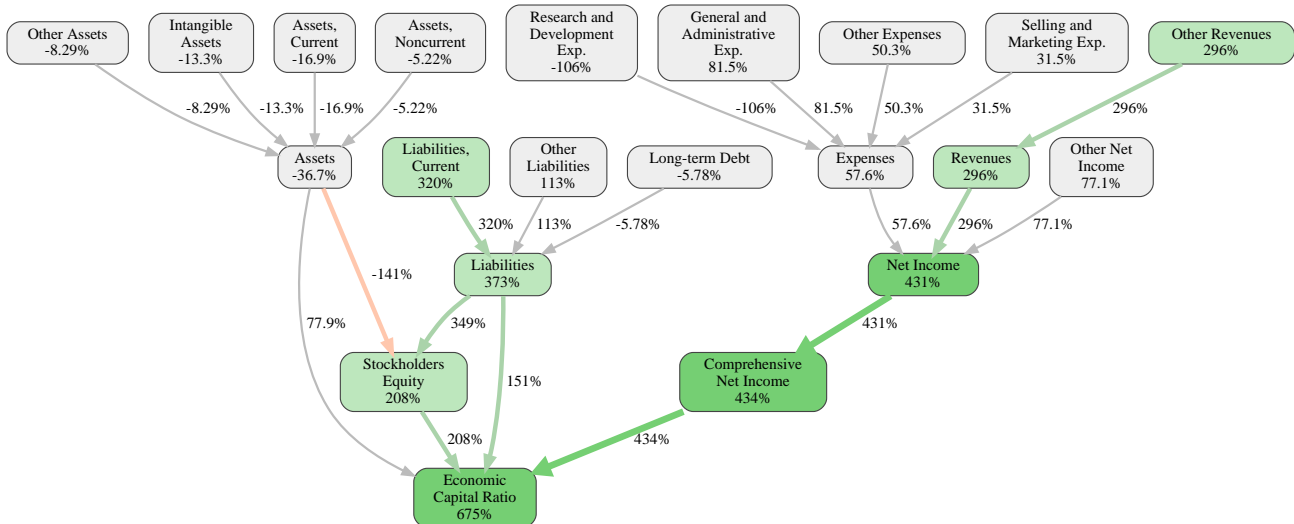 Other Assets
-8.29%
Intangible
Assets
-13.3%
Assets,
Current
-16.9%
Assets,
Noncurrent
-5.22%
Research and
Development
Exp.
-106%
General and
Administrative
Exp.
81.5%
Other Expenses
50.3%
Selling and
Marketing Exp.
31.5%
Other Revenues
296%
-8.29%
-13.3%
-16.9%
-5.22%
-106%
81.5%
50.3%
31.5%
296%
Assets
-36.7%
Liabilities,
Current
320%
Other
Liabilities
113%
Long-term Debt
-5.78%
Expenses
57.6%
Revenues
296%
Other Net
Income
77.1%
320%
113%
-5.78%
57.6%
296%
77.1%
-141%
Liabilities
373%
Net Income
431%
77.9%
349%
431%
Stockholders
Equity
208%
151%
Comprehensive
Net Income
434%
208%
434%
Economic
Capital Ratio
675%